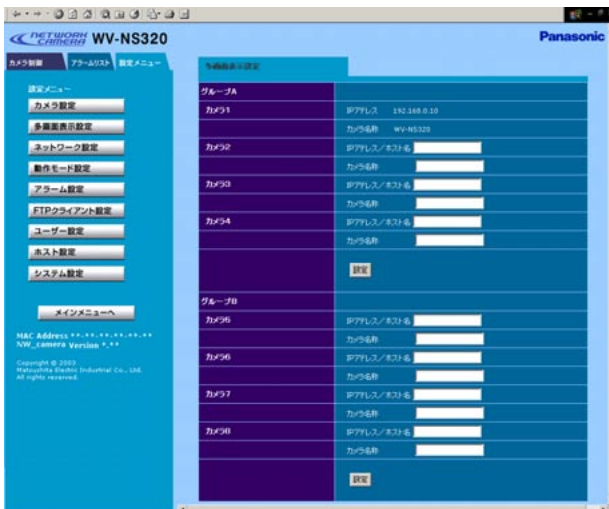 NETWORK CAMERA WV-NS320
Panasonic
カメラ制御 アラームリスト 設定メニュー
多画面表示設定
設定メニュー
カメラ設定
多画面表示設定
ネットワーク設定
動作モード設定
アラーム設定
FTPクライアント設定
ユーザー設定
ホスト設定
システム設定
メインメニューへ
MAC Address **-**-**-**-**-**
NW_camera Version *.**
Copyright © 2003
Matsushita Electric Industrial Co., Ltd.
All rights reserved.
グループA
カメラ1 IPアドレス 192.168.0.10
カメラ名称 WV-NS320
カメラ2 IPアドレス/ホスト名
カメラ名称
カメラ3 IPアドレス/ホスト名
カメラ名称
カメラ4 IPアドレス/ホスト名
カメラ名称
設定
グループB
カメラ5 IPアドレス/ホスト名
カメラ名称
カメラ6 IPアドレス/ホスト名
カメラ名称
カメラ7 IPアドレス/ホスト名
カメラ名称
カメラ8 IPアドレス/ホスト名
カメラ名称
設定